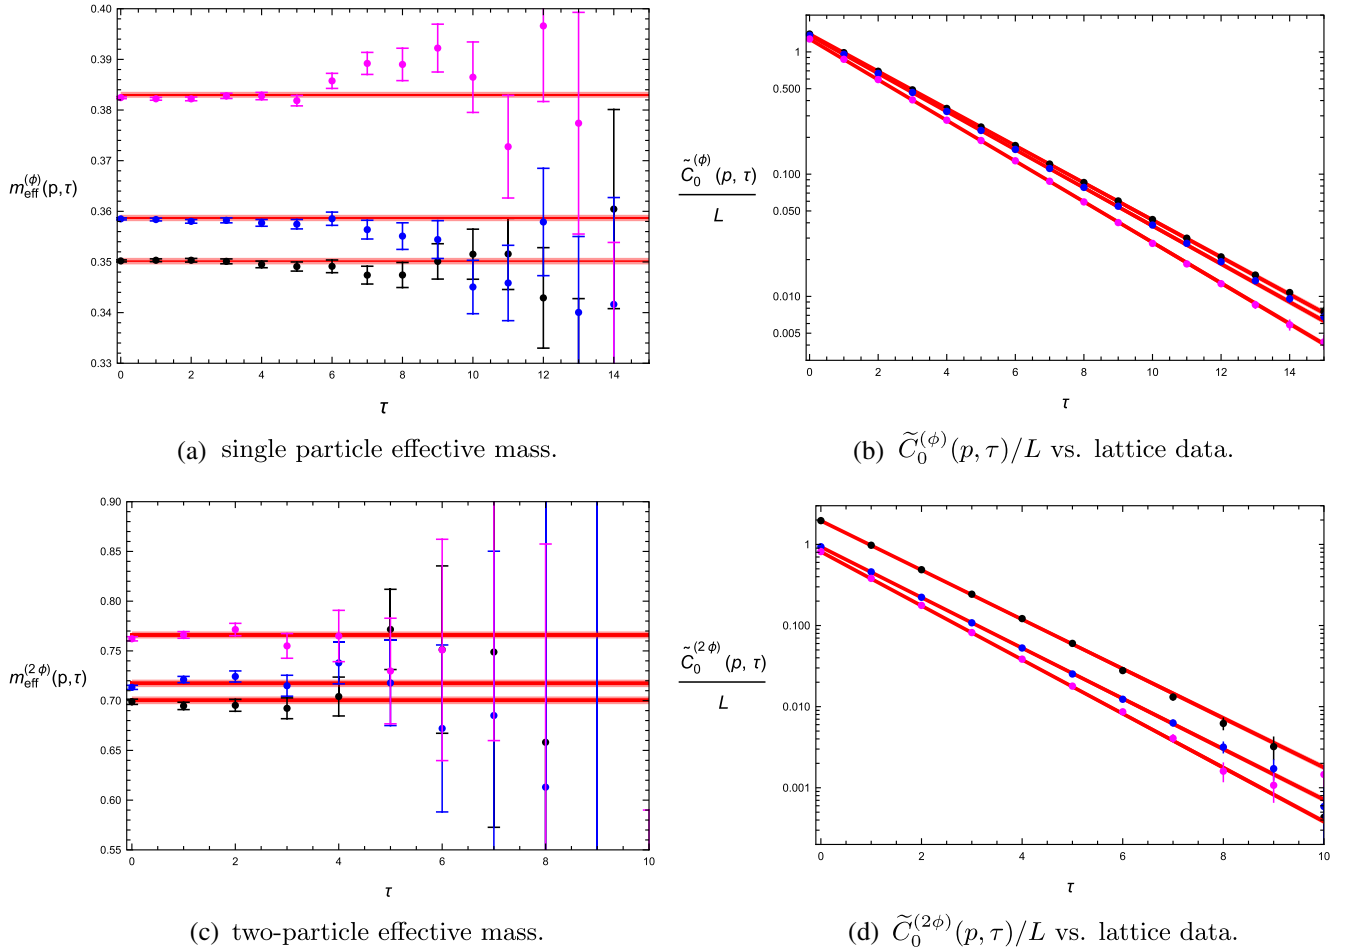 0.40
0.39
0.38
0.37
0.36
0.35
0.34
0.33
m_eff^(ϕ)(p,τ)
0 2 4 6 8 10 12 14
τ
(a) single particle effective mass.
1
0.500
0.100
0.050
0.010
0.005
C̃_0^(ϕ) (p, τ)
L
0 2 4 6 8 10 12 14
τ
(b) C̃_0^(ϕ)(p, τ)/L vs. lattice data.
0.90
0.85
0.80
0.75
0.70
0.65
0.60
0.55
m_eff^(2 ϕ)(p,τ)
0 2 4 6 8 10
τ
(c) two-particle effective mass.
1
0.100
0.010
0.001
C̃_0^(2 ϕ) (p, τ)
L
0 2 4 6 8 10
τ
(d) C̃_0^(2ϕ)(p, τ)/L vs. lattice data.